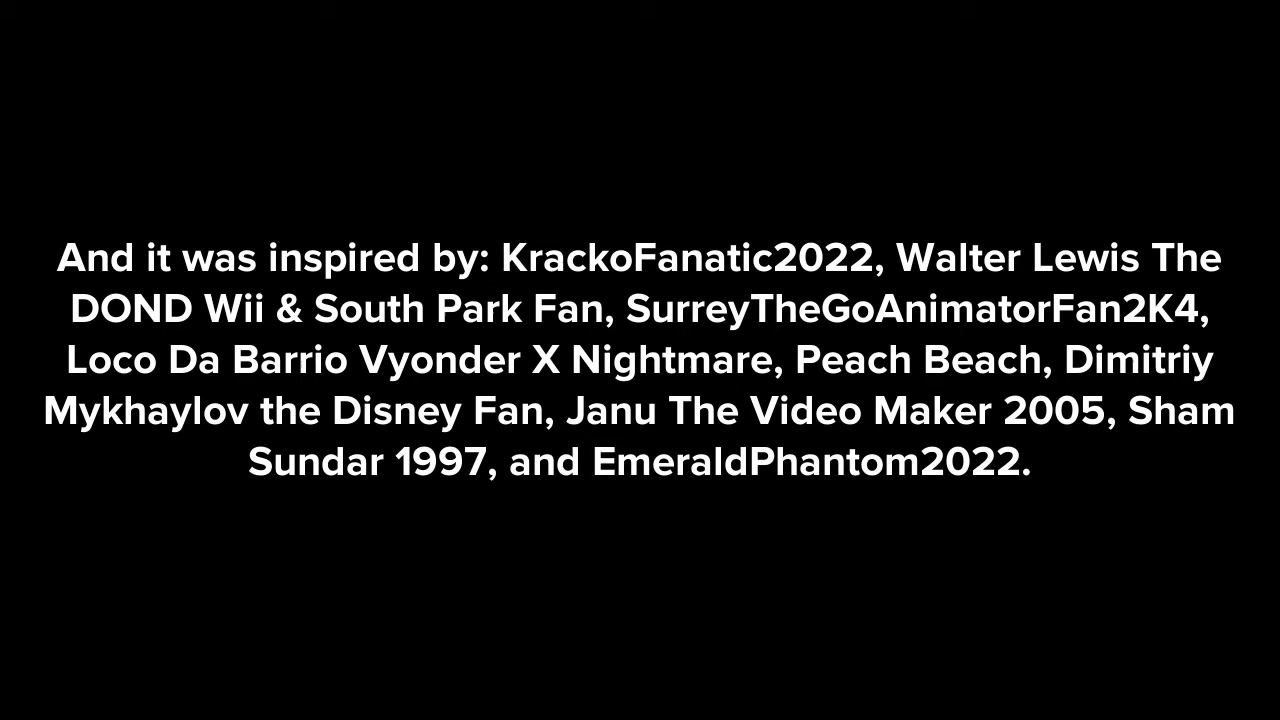 And it was inspired by: KrackoFanatic2022, Walter Lewis The
DOND Wii & South Park Fan, SurreyTheGoAnimatorFan2K4,
Loco Da Barrio Vyonder X Nightmare, Peach Beach, Dimitriy
Mykhaylov the Disney Fan, Janu The Video Maker 2005, Sham
Sundar 1997, and EmeraldPhantom2022.